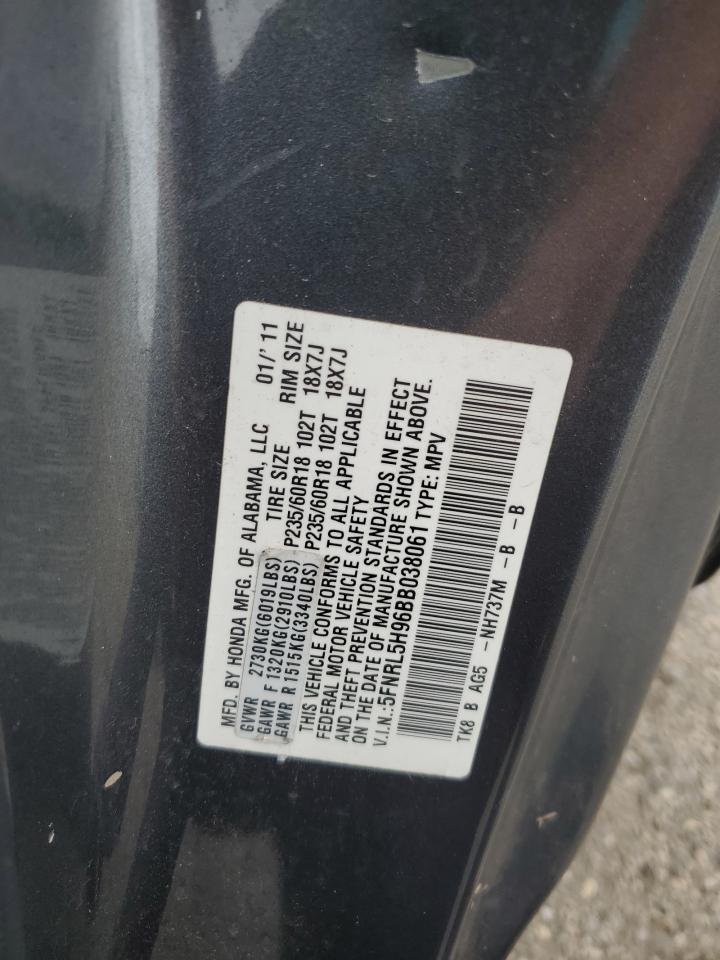 MFD. BY HONDA MFG. OF ALABAMA, LLC 01/'11
GVWR 2730KG(6019LBS) TIRE SIZE RIM SIZE
GAWR F 1320KG(2910LBS) P235/60R18 102T 18X7J
GAWR R 1515KG(3340LBS) P235/60R18 102T 18X7J
THIS VEHICLE CONFORMS TO ALL APPLICABLE
FEDERAL MOTOR VEHICLE SAFETY
AND THEFT PREVENTION STANDARDS IN EFFECT
ON THE DATE OF MANUFACTURE SHOWN ABOVE.
V.I.N.:5FNRL5H96BB038061 TYPE: MPV
TK8 B AG5 -NH737M -B -B